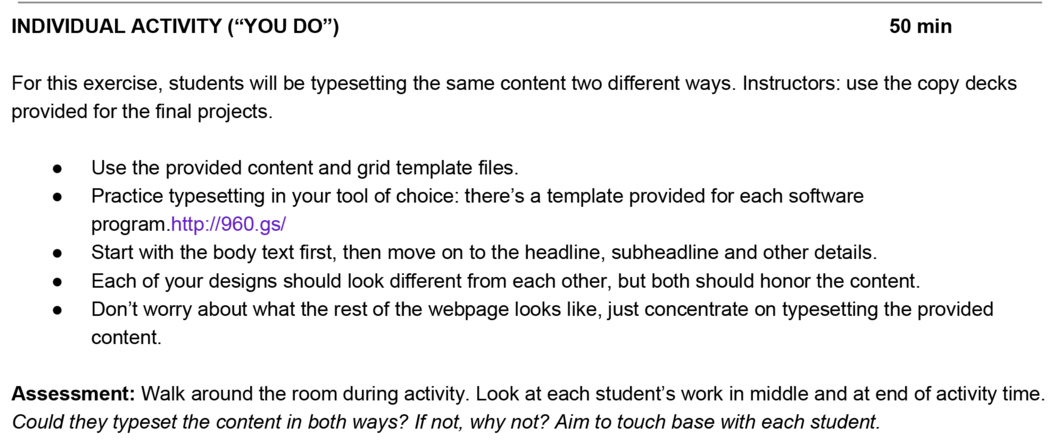 INDIVIDUAL ACTIVITY (“YOU DO”) 50 min
For this exercise, students will be typesetting the same content two different ways. Instructors: use the copy decks
provided for the final projects.
● Use the provided content and grid template files.
● Practice typesetting in your tool of choice: there’s a template provided for each software
program.http://960.gs/
● Start with the body text first, then move on to the headline, subheadline and other details.
● Each of your designs should look different from each other, but both should honor the content.
● Don’t worry about what the rest of the webpage looks like, just concentrate on typesetting the provided
content.
Assessment: Walk around the room during activity. Look at each student’s work in middle and at end of activity time.
Could they typeset the content in both ways? If not, why not? Aim to touch base with each student.